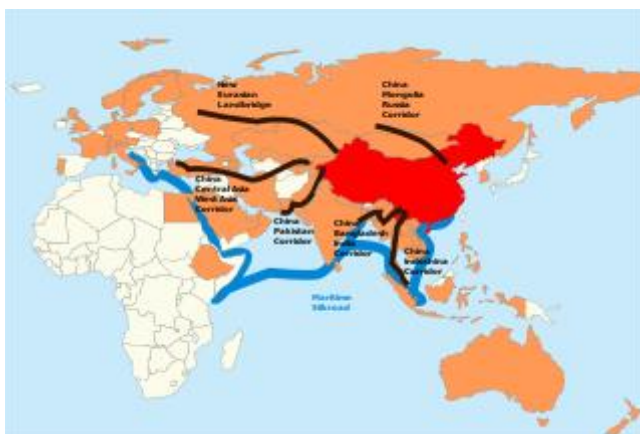 New
Eurasian
Landbridge
China
Mongolia
Russia
Corridor
China
Central Asia
West Asia
Corridor
China
Pakistan
Corridor
China
Bangladesh
India
Corridor
China
Indochina
Corridor
Maritime
Silkroad